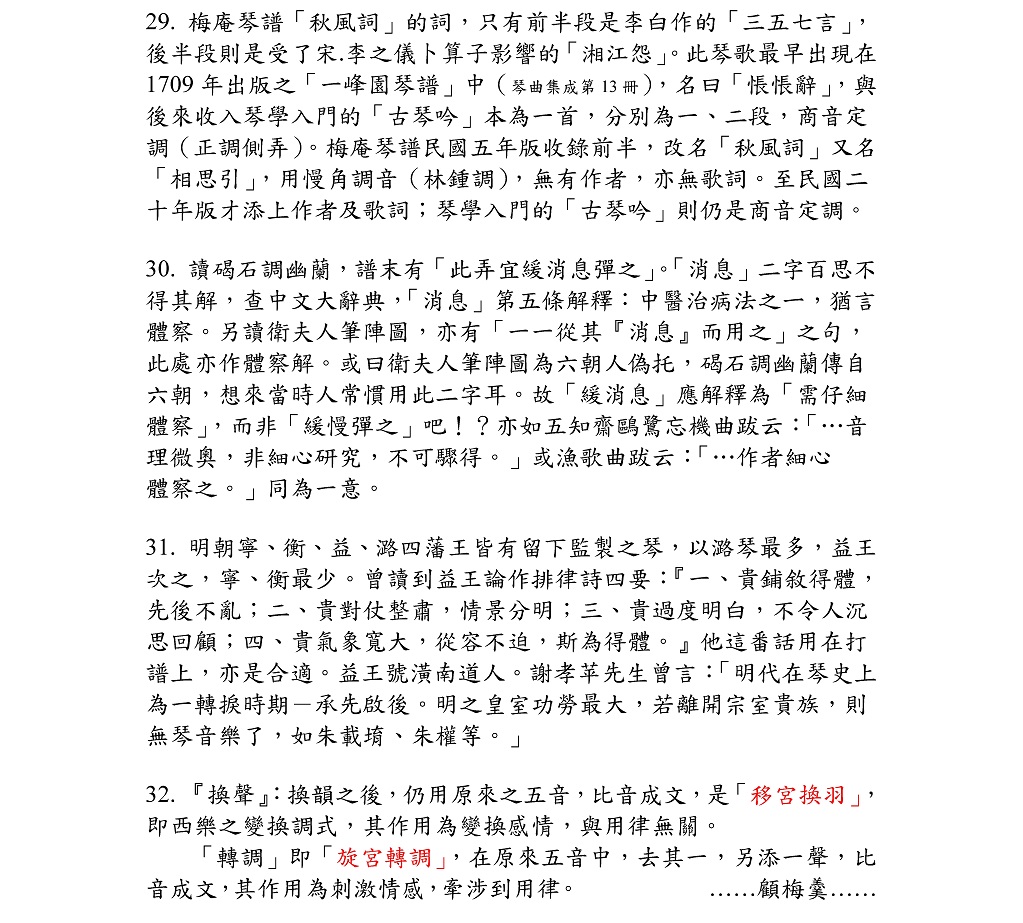 29. 梅庵琴譜「秋風詞」的詞，只有前半段是李白作的「三五七言」，
後半段則是受了宋.李之儀卜算子影響的「湘江怨」。此琴歌最早出現在
1709 年出版之「一峰園琴譜」中（琴曲集成第 13 冊），名曰「悵悵辭」，與
後來收入琴學入門的「古琴吟」本為一首，分別為一、二段，商音定
調（正調側弄）。梅庵琴譜民國五年版收錄前半，改名「秋風詞」又名
「相思引」，用慢角調音（林鍾調），無有作者，亦無歌詞。至民國二
十年版才添上作者及歌詞；琴學入門的「古琴吟」則仍是商音定調。
30. 讀碣石調幽蘭，譜末有「此弄宜緩消息彈之」。「消息」二字百思不
得其解，查中文大辭典，「消息」第五條解釋：中醫治病法之一，猶言
體察。另讀衛夫人筆陣圖，亦有「一一從其『消息』而用之」之句，
此處亦作體察解。或曰衛夫人筆陣圖為六朝人偽托，碣石調幽蘭傳自
六朝，想來當時人常慣用此二字耳。故「緩消息」應解釋為「需仔細
體察」，而非「緩慢彈之」吧！？亦如五知齋鷗鷺忘機曲跋云：「…音
理微奧，非細心研究，不可驟得。」或漁歌曲跋云：「…作者細心
體察之。」同為一意。
31. 明朝寧、衡、益、潞四藩王皆有留下監製之琴，以潞琴最多，益王
次之，寧、衡最少。曾讀到益王論作排律詩四要：『一、貴鋪敘得體，
先後不亂；二、貴對仗整肅，情景分明；三、貴過度明白，不令人沉
思回顧；四、貴氣象寬大，從容不迫，斯為得體。』他這番話用在打
譜上，亦是合適。益王號潢南道人。謝孝苹先生曾言：「明代在琴史上
為一轉捩時期－承先啟後。明之皇室功勞最大，若離開宗室貴族，則
無琴音樂了，如朱載堉、朱權等。」
32. 『換聲』：換韻之後，仍用原來之五音，比音成文，是「移宮換羽」，
即西樂之變換調式，其作用為變換感情，與用律無關。
「轉調」即「旋宮轉調」，在原來五音中，去其一，另添一聲，比
音成文，其作用為刺激情感，牽涉到用律。 ……顧梅羹……